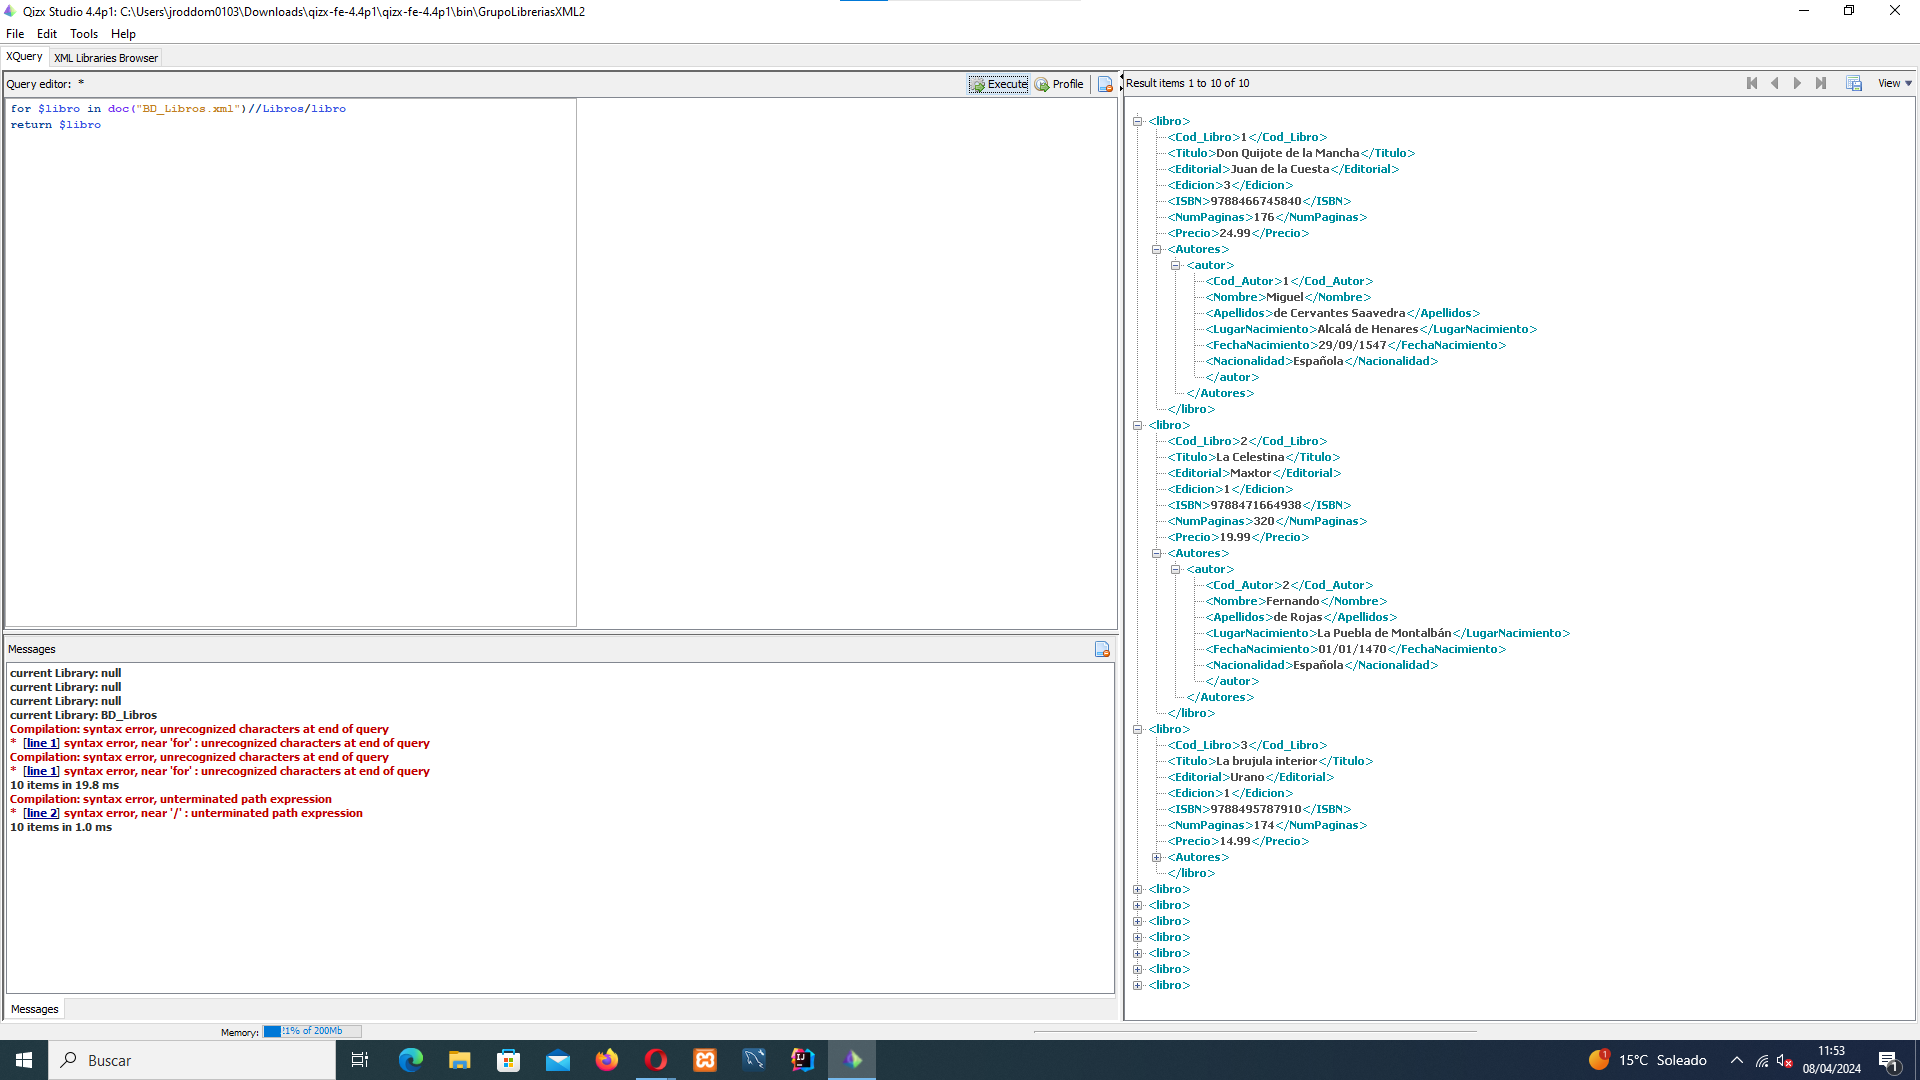 Qizx Studio 4.4p1: C:\Users\jroddom0103\Downloads\qizx-fe-4.4p1\qizx-fe-4.4p1\bin\GrupoLibreriasXML2
File Edit Tools Help
XQuery XML Libraries Browser
Query editor: *
Execute Profile
for $libro in doc("BD_Libros.xml")//Libros/libro
return $libro
Messages
current Library: null
current Library: null
current Library: null
current Library: BD_Libros
Compilation: syntax error, unrecognized characters at end of query
* [line 1] syntax error, near 'for' : unrecognized characters at end of query
Compilation: syntax error, unrecognized characters at end of query
* [line 1] syntax error, near 'for' : unrecognized characters at end of query
10 items in 19.8 ms
Compilation: syntax error, unterminated path expression
* [line 2] syntax error, near '/' : unterminated path expression
10 items in 1.0 ms
Messages
Memory: 
of 200Mb
Result items 1 to 10 of 10
View
<libro>
<Cod_Libro>1</Cod_Libro>
<Titulo>Don Quijote de la Mancha</Titulo>
<Editorial>Juan de la Cuesta</Editorial>
<Edicion>3</Edicion>
<ISBN>9788466745840</ISBN>
<NumPaginas>176</NumPaginas>
<Precio>24.99</Precio>
<Autores>
<autor>
<Cod_Autor>1</Cod_Autor>
<Nombre>Miguel</Nombre>
<Apellidos>de Cervantes Saavedra</Apellidos>
<LugarNacimiento>Alcalá de Henares</LugarNacimiento>
<FechaNacimiento>29/09/1547</FechaNacimiento>
<Nacionalidad>Española</Nacionalidad>
</autor>
</Autores>
</libro>
<libro>
<Cod_Libro>2</Cod_Libro>
<Titulo>La Celestina</Titulo>
<Editorial>Maxtor</Editorial>
<Edicion>1</Edicion>
<ISBN>9788471664938</ISBN>
<NumPaginas>320</NumPaginas>
<Precio>19.99</Precio>
<Autores>
<autor>
<Cod_Autor>2</Cod_Autor>
<Nombre>Fernando</Nombre>
<Apellidos>de Rojas</Apellidos>
<LugarNacimiento>La Puebla de Montalbán</LugarNacimiento>
<FechaNacimiento>01/01/1470</FechaNacimiento>
<Nacionalidad>Española</Nacionalidad>
</autor>
</Autores>
</libro>
<libro>
<Cod_Libro>3</Cod_Libro>
<Titulo>La brujula interior</Titulo>
<Editorial>Urano</Editorial>
<Edicion>1</Edicion>
<ISBN>9788495787910</ISBN>
<NumPaginas>174</NumPaginas>
<Precio>14.99</Precio>
<Autores>
</libro>
<libro>
<libro>
<libro>
<libro>
<libro>
<libro>
<libro>
Buscar
15°C Soleado
11:53
08/04/2024